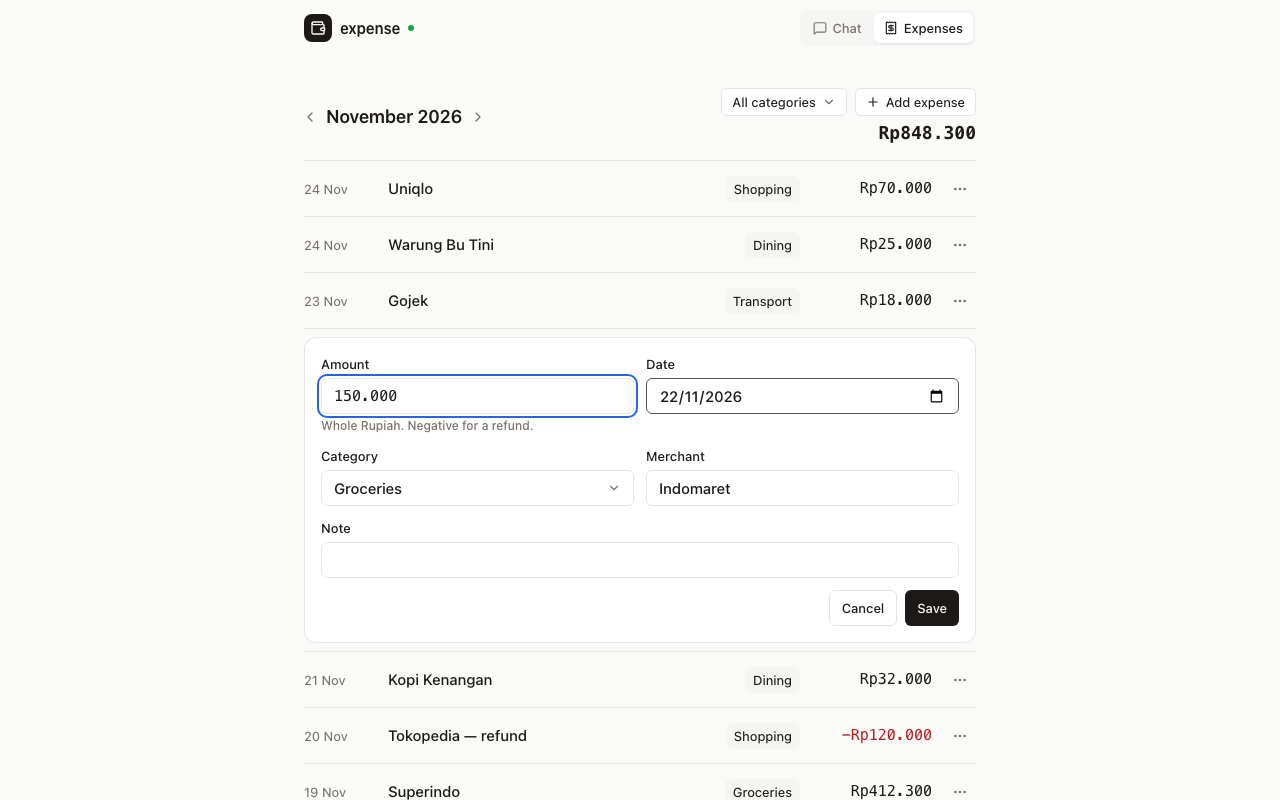 expense
Chat
Expenses
November 2026
All categories
Add expense
Rp848.300
24 Nov Uniqlo Shopping Rp70.000
24 Nov Warung Bu Tini Dining Rp25.000
23 Nov Gojek Transport Rp18.000
Amount Date
150.000 22/11/2026
Whole Rupiah. Negative for a refund.
Category Merchant
Groceries Indomaret
Note
Cancel Save
21 Nov Kopi Kenangan Dining Rp32.000
20 Nov Tokopedia — refund Shopping −Rp120.000
19 Nov Superindo Groceries Rp412.300